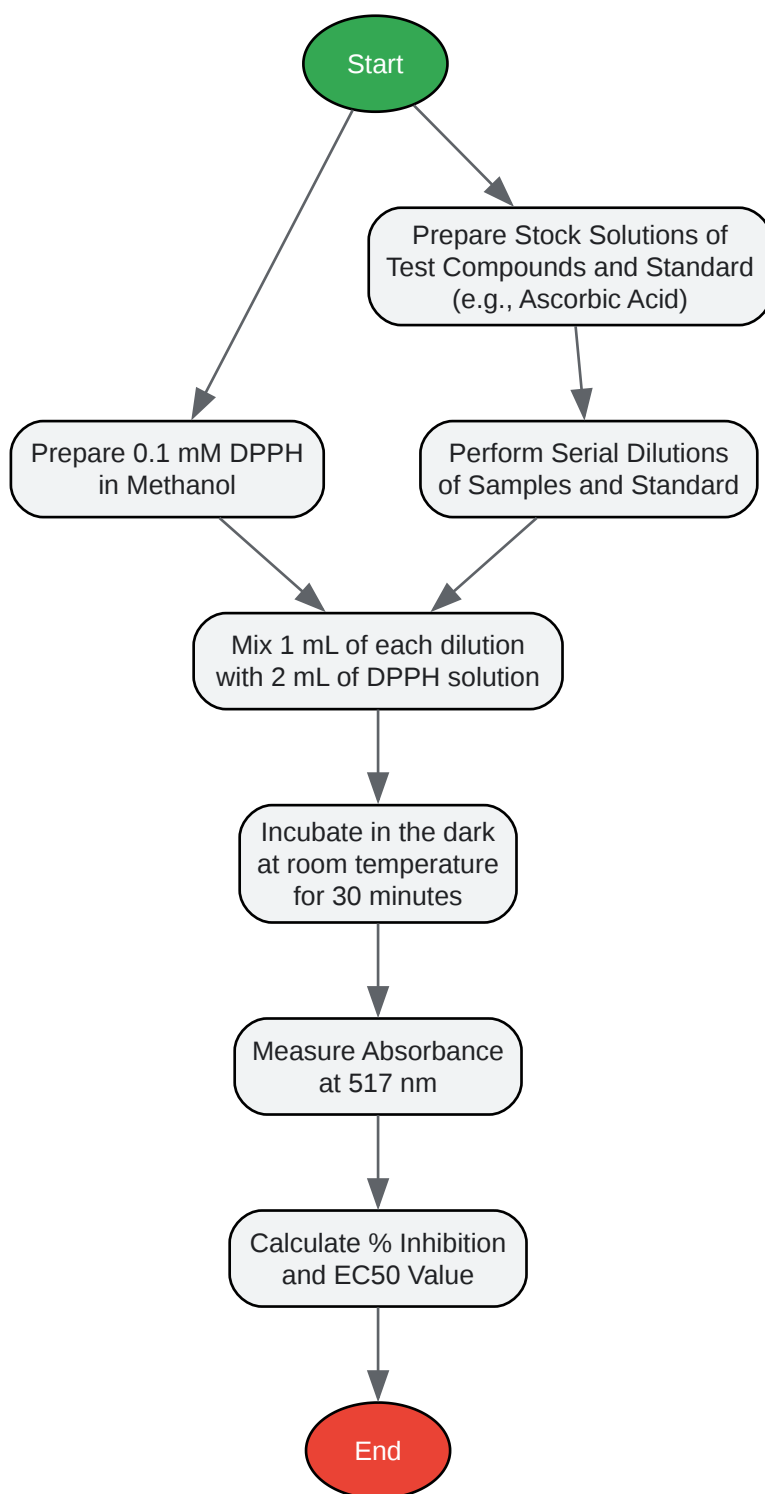 Start
Prepare Stock Solutions of
Test Compounds and Standard
(e.g., Ascorbic Acid)
Prepare 0.1 mM DPPH
in Methanol
Perform Serial Dilutions
of Samples and Standard
Mix 1 mL of each dilution
with 2 mL of DPPH solution
Incubate in the dark
at room temperature
for 30 minutes
Measure Absorbance
at 517 nm
Calculate % Inhibition
and EC50 Value
End